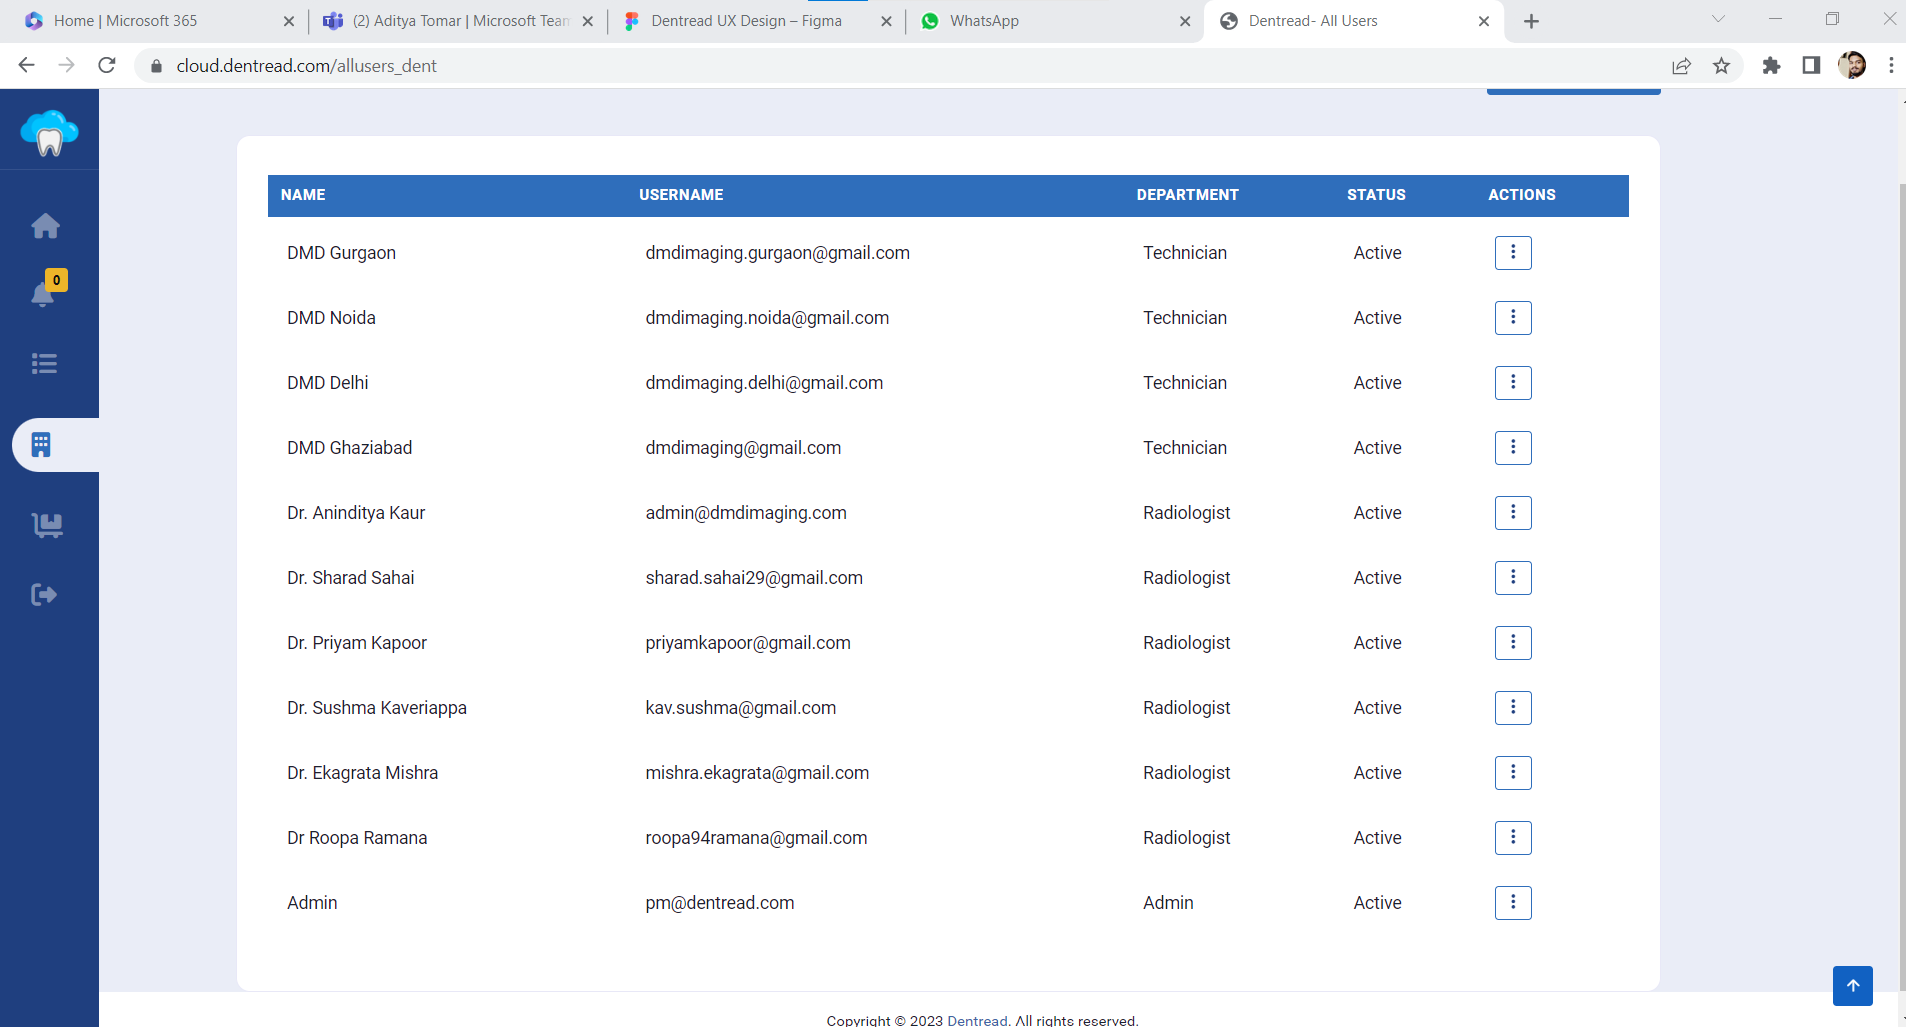 Home | Microsoft 365
(2) Aditya Tomar | Microsoft Team
Dentread UX Design – Figma
WhatsApp
Dentread- All Users
cloud.dentread.com/allusers_dent
0
NAME USERNAME DEPARTMENT STATUS ACTIONS
DMD Gurgaon dmdimaging.gurgaon@gmail.com Technician Active
DMD Noida dmdimaging.noida@gmail.com Technician Active
DMD Delhi dmdimaging.delhi@gmail.com Technician Active
DMD Ghaziabad dmdimaging@gmail.com Technician Active
Dr. Aninditya Kaur admin@dmdimaging.com Radiologist Active
Dr. Sharad Sahai sharad.sahai29@gmail.com Radiologist Active
Dr. Priyam Kapoor priyamkapoor@gmail.com Radiologist Active
Dr. Sushma Kaveriappa kav.sushma@gmail.com Radiologist Active
Dr. Ekagrata Mishra mishra.ekagrata@gmail.com Radiologist Active
Dr Roopa Ramana roopa94ramana@gmail.com Radiologist Active
Admin pm@dentread.com Admin Active
Copyright © 2023 Dentread. All rights reserved.